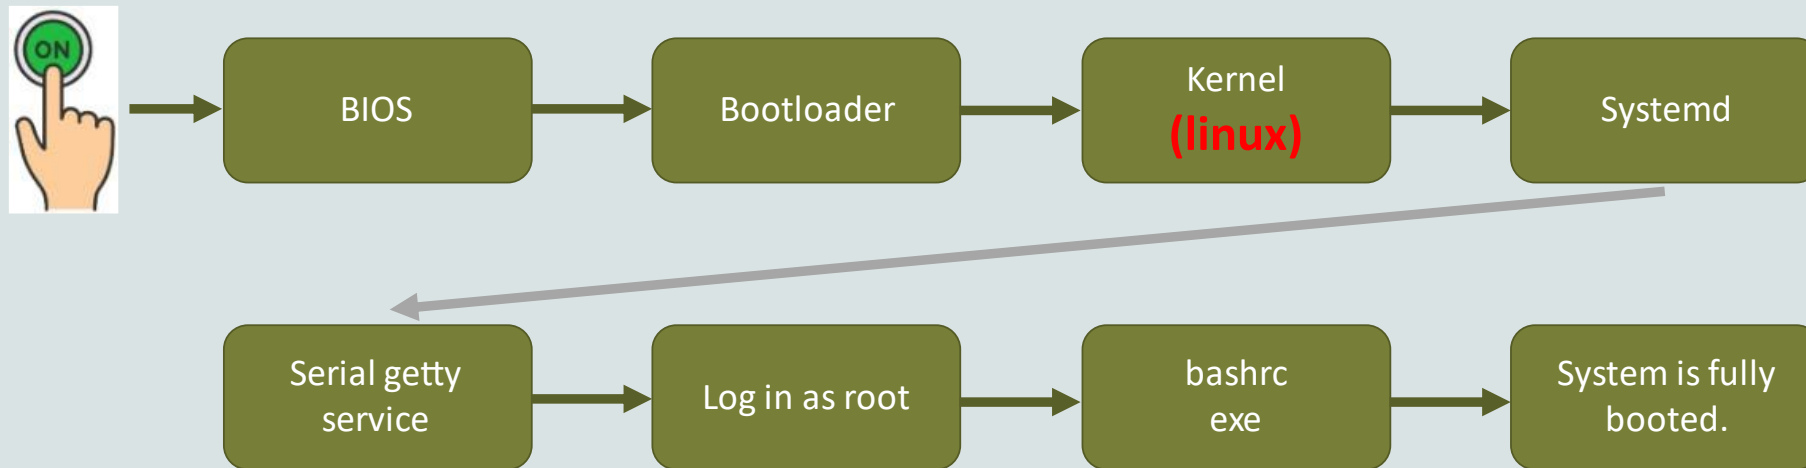 ON
BIOS
Bootloader
Kernel
(linux)
Systemd
Serial getty
service
Log in as root
bashrc
exe
System is fully
booted.